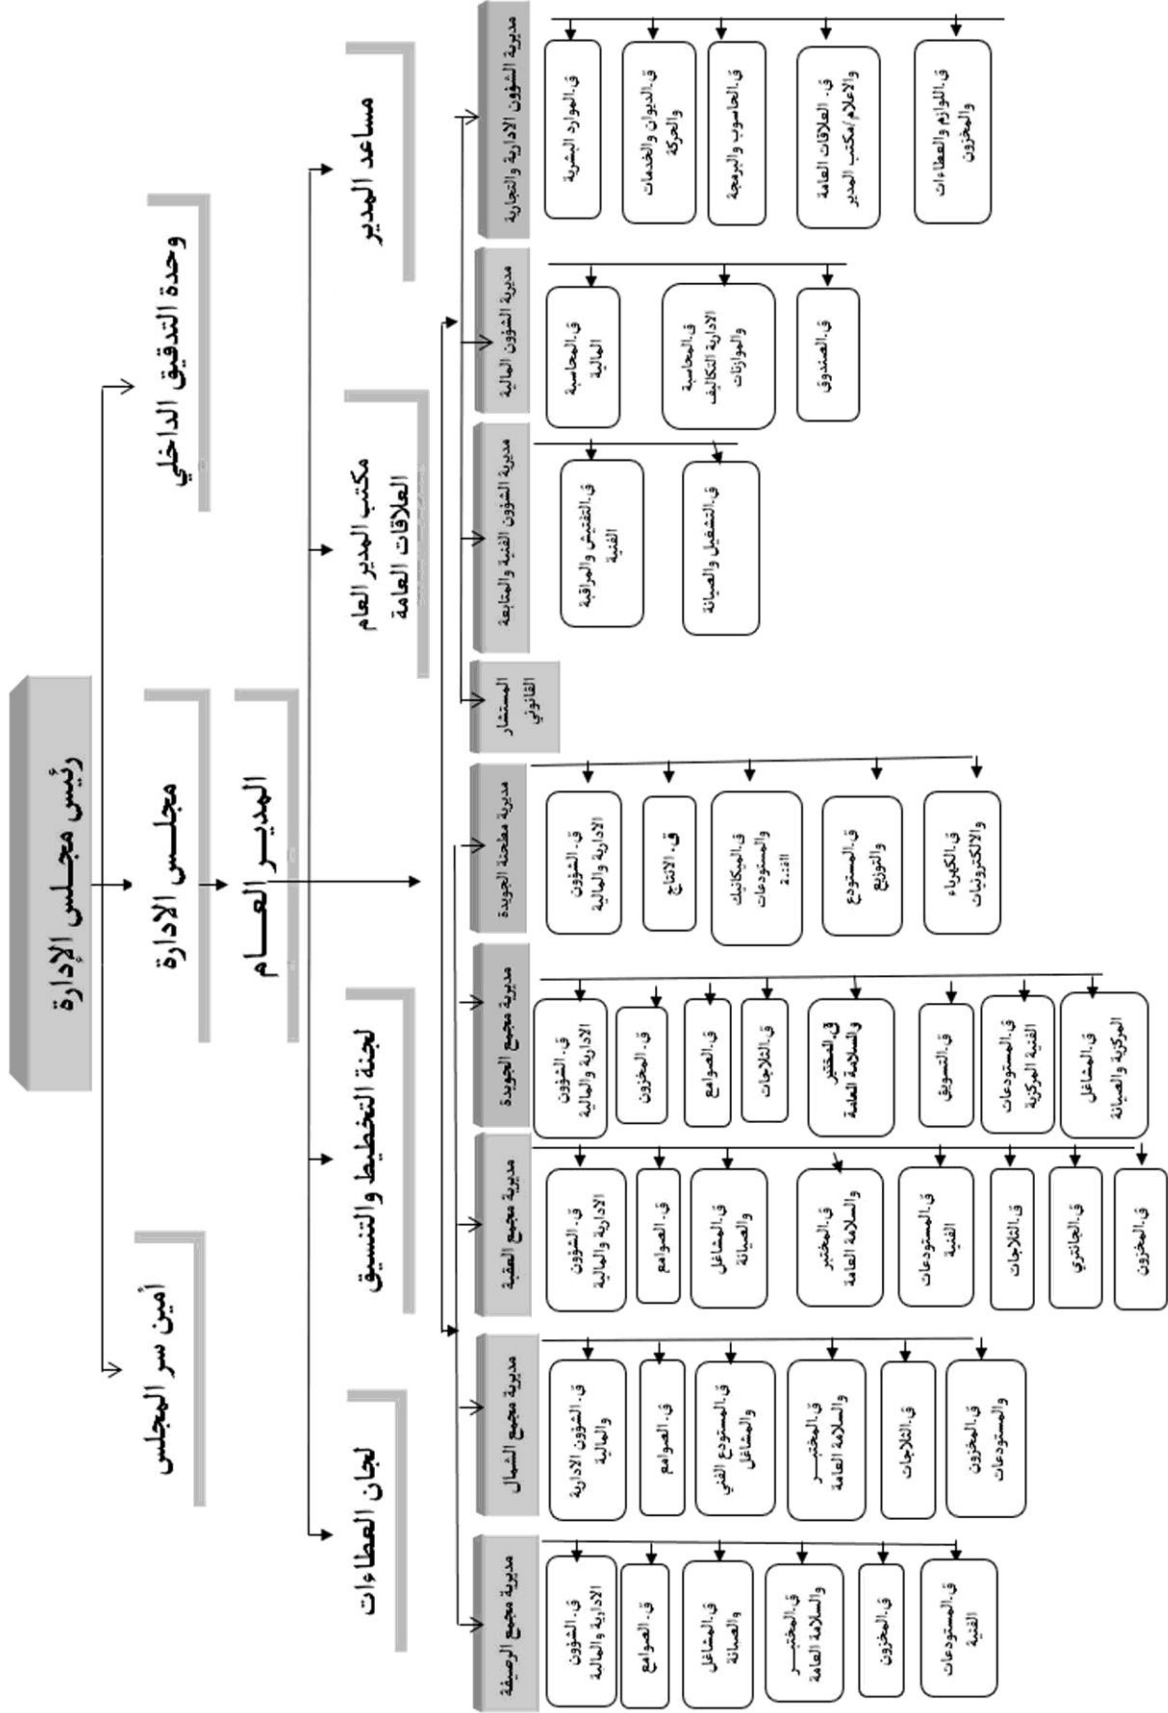 رئيس مجلس الإدارة
وحدة التدقيق الداخلي
مجلس الادارة
أمين سر المجلس
المدير العام
مساعد المدير
مكتب المدير العام
العلاقات العامة
لجنة التخطيط والتنسيق
لجان العطاءات
مديرية الشؤون الادارية والتجارية
ق.الموارد البشرية
ق.الديوان والخدمات
والحركة
ق.الحاسوب والبرمجة
ق. العلاقات العامة
والاعلام/مكتب المدير
ق.اللوازم والعطاءات
والمخزون
مديرية الشؤون المالية
ق.المحاسبة
المالية
ق.المحاسبة
الادارية التكاليف
والموازنات
ق.الصندوق
مديرية الشؤون الفنية والمتابعة
ق.التفتيش والمراقبة
الفنية
ق.التشغيل والصيانة
المستشار
القانوني
مديرية مطحنة الجويدة
ق. الشؤون
الادارية والمالية
ق. الانتاج
ق.الميكانيك
والمستودعات
الفنية
ق.المستودع
والتوزيع
ق.الكهرباء
والالكترونيات
مديرية مجمع الجويدة
ق. الشؤون
الادارية والمالية
ق. المخزون
ق.الصوامع
ق.الثلاجات
ق.المختبر
والسلامة العامة
ق.التسويق
ق.المستودعات
الفنية المركزية
ق.المشاغل
المركزية والصيانة
مديرية مجمع العقبة
ق. الشؤون
الادارية والمالية
ق. الصوامع
ق.المشاغل
والصيانة
ق.المختبر
والسلامة العامة
ق.المستودعات
الفنية
ق.الثلاجات
ق.الجانتري
ق.المخزون
مديرية مجمع الشمال
ق. الشؤون الادارية
والمالية
ق. الصوامع
ق.المستودع الفني
والمشاغل
ق.المختبر
والسلامة العامة
ق.الثلاجات
ق.المخزون
والمستودعات
مديرية مجمع الرصيفة
ق. الشؤون
الادارية والمالية
ق. الصوامع
ق.المشاغل
والصيانة
ق.المختبر
والسلامة العامة
ق.المخزون
ق.المستودعات
الفنية